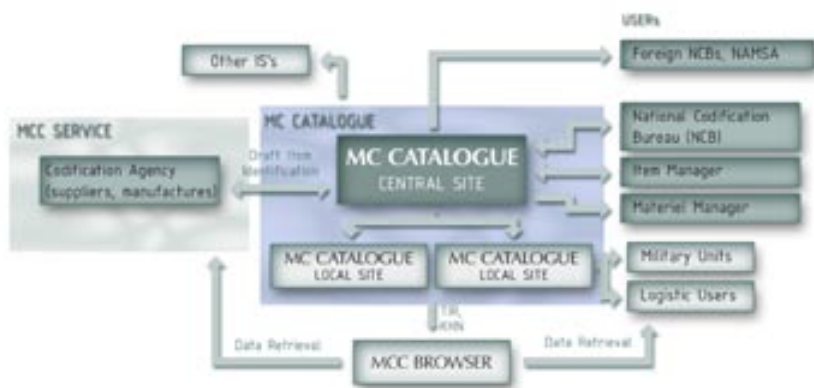 USERs
Other IS's
Foreign NCBs, NAMSA
MCC SERVICE
MC CATALOGUE
National Codification
Bureau (NCB)
Codification Agency
(suppliers, manufactures)
Draft Item
Identification
MC CATALOGUE
CENTRAL SITE
Item Manager
Materiel Manager
MC CATALOGUE
LOCAL SITE
MC CATALOGUE
LOCAL SITE
Military Units
Logistic Users
Data Retrieval
MCC BROWSER
Data Retrieval